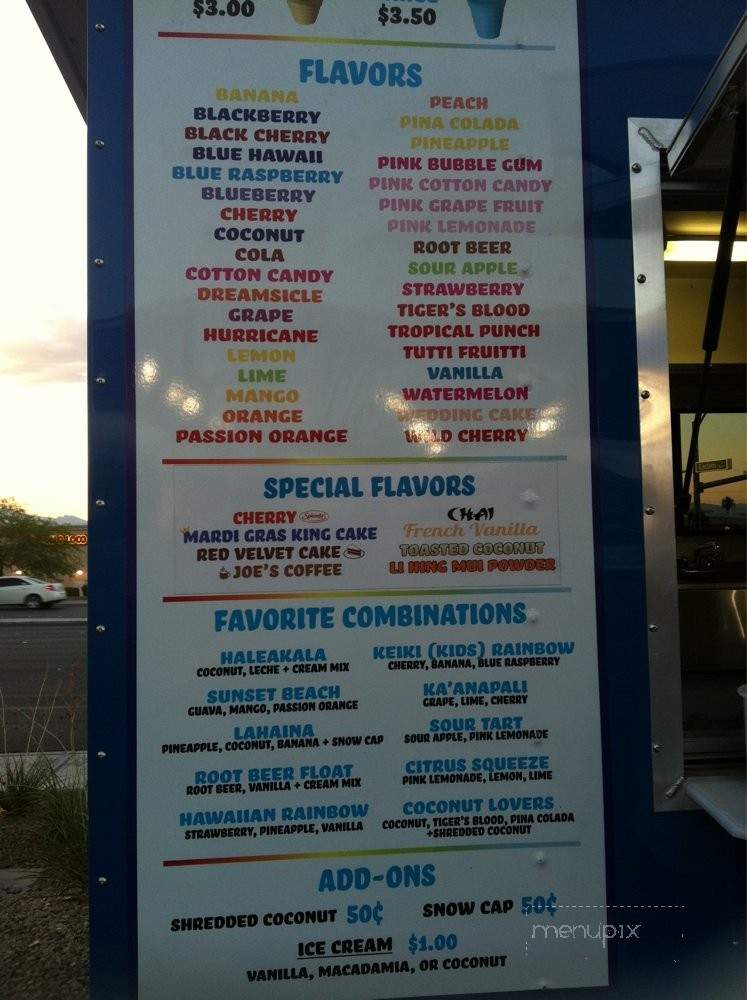 $3.00
$3.50
FLAVORS
BANANA
BLACKBERRY
BLACK CHERRY
BLUE HAWAII
BLUE RASPBERRY
BLUEBERRY
CHERRY
COCONUT
COLA
COTTON CANDY
DREAMSICLE
GRAPE
HURRICANE
LEMON
LIME
MANGO
ORANGE
PASSION ORANGE
PEACH
PINA COLADA
PINEAPPLE
PINK BUBBLE GUM
PINK COTTON CANDY
PINK GRAPE FRUIT
PINK LEMONADE
ROOT BEER
SOUR APPLE
STRAWBERRY
TIGER'S BLOOD
TROPICAL PUNCH
TUTTI FRUITTI
VANILLA
WATERMELON
WEDDING CAKE
WILD CHERRY
SPECIAL FLAVORS
CHERRY Splenda
MARDI GRAS KING CAKE
RED VELVET CAKE
JOE'S COFFEE
CHAI
French Vanilla
TOASTED COCONUT
LI HING MUI POWDER
FAVORITE COMBINATIONS
HALEAKALA
COCONUT, LECHE + CREAM MIX
SUNSET BEACH
GUAVA, MANGO, PASSION ORANGE
LAHAINA
PINEAPPLE, COCONUT, BANANA + SNOW CAP
ROOT BEER FLOAT
ROOT BEER, VANILLA + CREAM MIX
HAWAIIAN RAINBOW
STRAWBERRY, PINEAPPLE, VANILLA
KEIKI (KIDS) RAINBOW
CHERRY, BANANA, BLUE RASPBERRY
KA'ANAPALI
GRAPE, LIME, CHERRY
SOUR TART
SOUR APPLE, PINK LEMONADE
CITRUS SQUEEZE
PINK LEMONADE, LEMON, LIME
COCONUT LOVERS
COCONUT, TIGER'S BLOOD, PINA COLADA
+SHREDDED COCONUT
ADD-ONS
SHREDDED COCONUT 50¢
SNOW CAP 50¢
ICE CREAM $1.00
VANILLA, MACADAMIA, OR COCONUT
menupix
LOCO